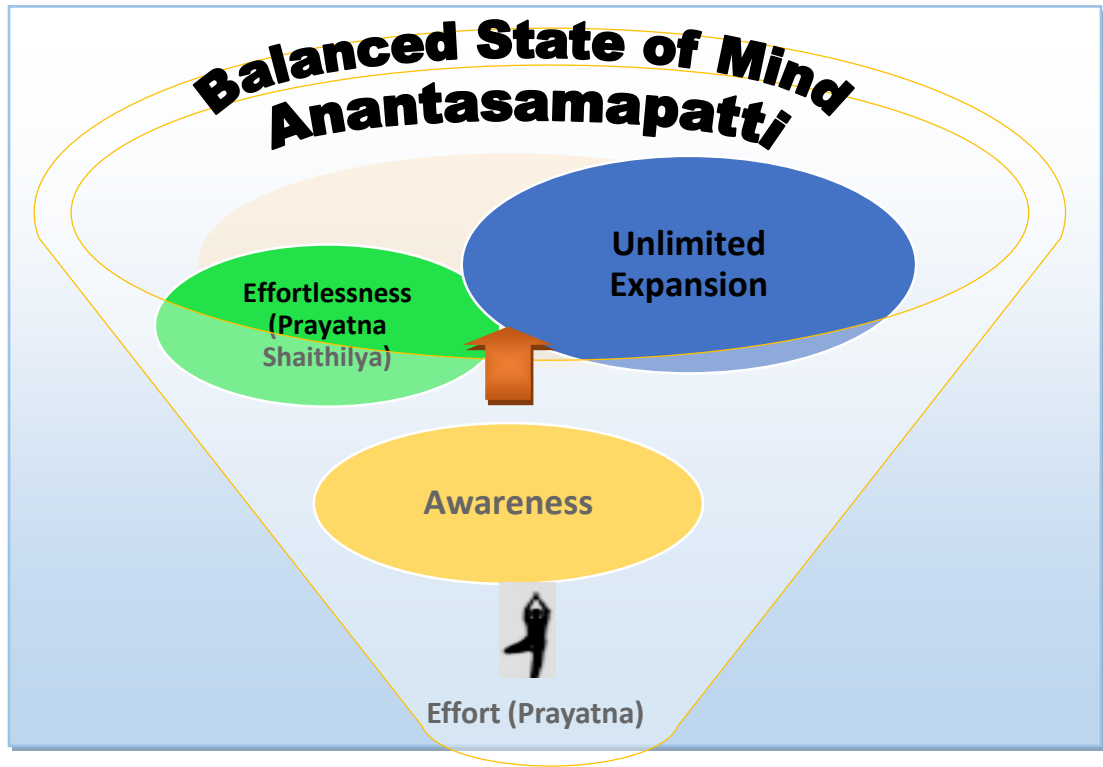 Balanced State of Mind
Anantasamapatti
Unlimited
Expansion
Effortlessness
(Prayatna
Shaithilya)
Awareness
Effort (Prayatna)